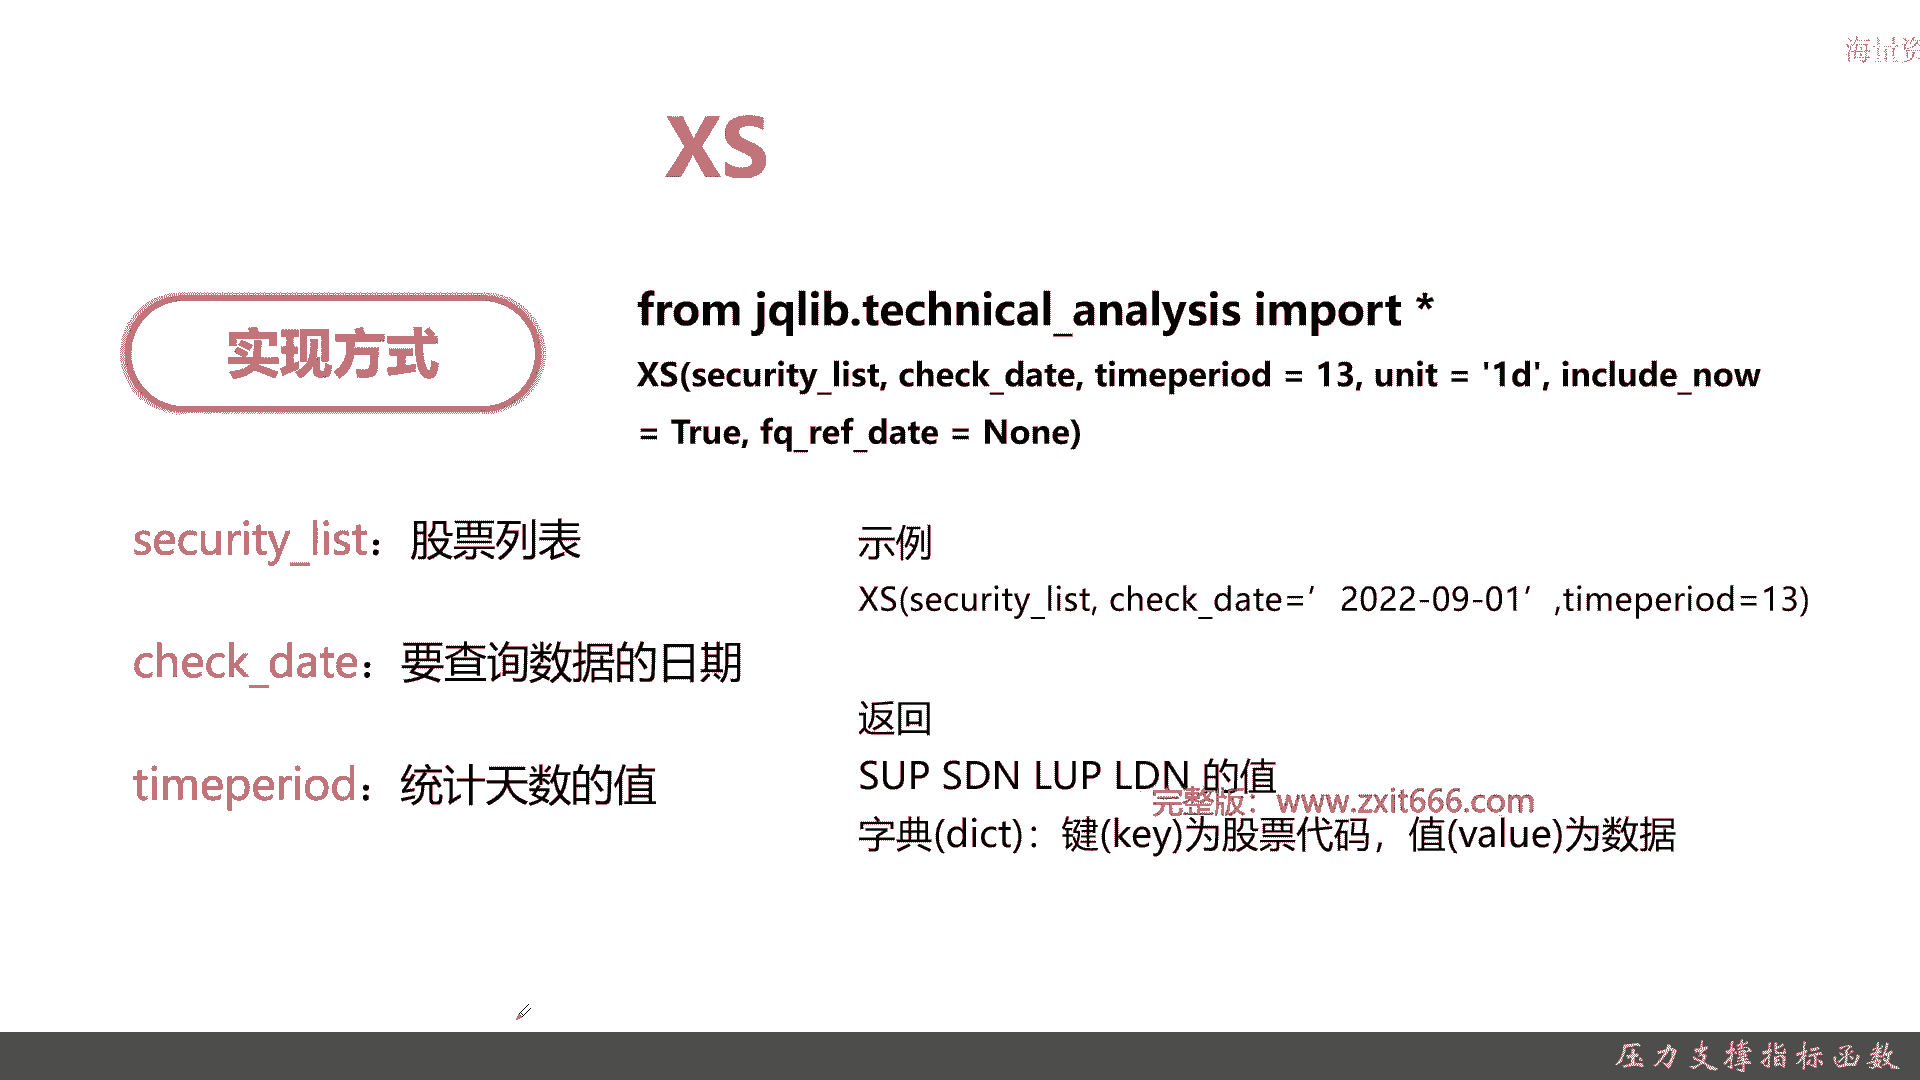 海量资
XS
实现方式
from jqlib.technical_analysis import *
XS(security_list, check_date, timeperiod = 13, unit = '1d', include_now
= True, fq_ref_date = None)
security_list：股票列表
check_date：要查询数据的日期
timeperiod：统计天数的值
示例
XS(security_list, check_date=′2022-09-01′,timeperiod=13)
返回
SUP SDN LUP LDN 的值
完整版：www.zxit666.com
字典(dict)：键(key)为股票代码，值(value)为数据
压力支撑指标函数